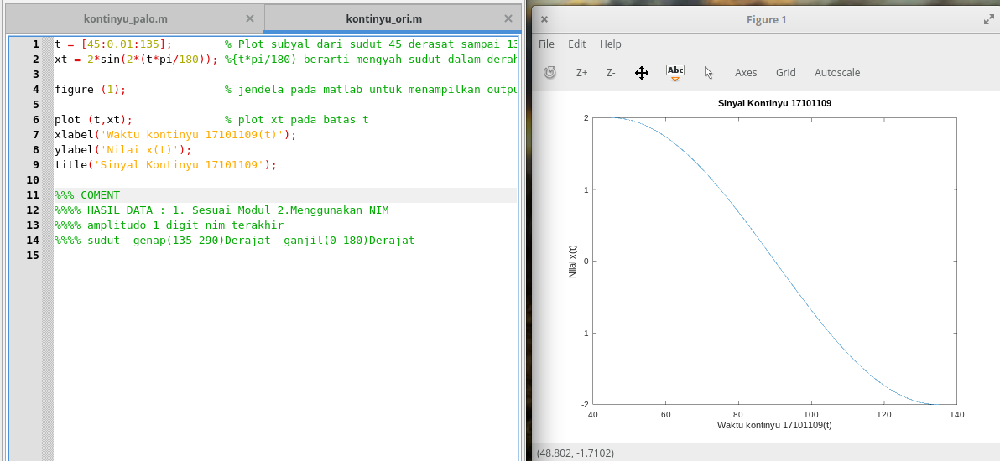 kontinyu_palo.m
kontinyu_ori.m
1 t = [45:0.01:135]; % Plot subyal dari sudut 45 derasat sampai
2 xt = 2*sin(2*(t*pi/180)); %{t*pi/180) berarti mengyah sudut dalam
3
4 figure (1); % jendela pada matlab untuk menampilkan
5
6 plot (t,xt); % plot xt pada batas t
7 xlabel('Waktu kontinyu 17101109(t)');
8 ylabel('Nilai x(t)');
9 title('Sinyal Kontinyu 17101109');
10
11 %%% COMENT
12 %%%% HASIL DATA : 1. Sesuai Modul 2.Menggunakan NIM
13 %%%% amplitudo 1 digit nim terakhir
14 %%%% sudut -genap(135-290)Derajat -ganjil(0-180)Derajat
15
Figure 1
File Edit Help
Z+ Z- Abc Axes Grid Autoscale
Sinyal Kontinyu 17101109
2
1
0
-1
-2
Nilai x(t)
40 60 80 100 120 140
Waktu kontinyu 17101109(t)
(48.802, -1.7102)